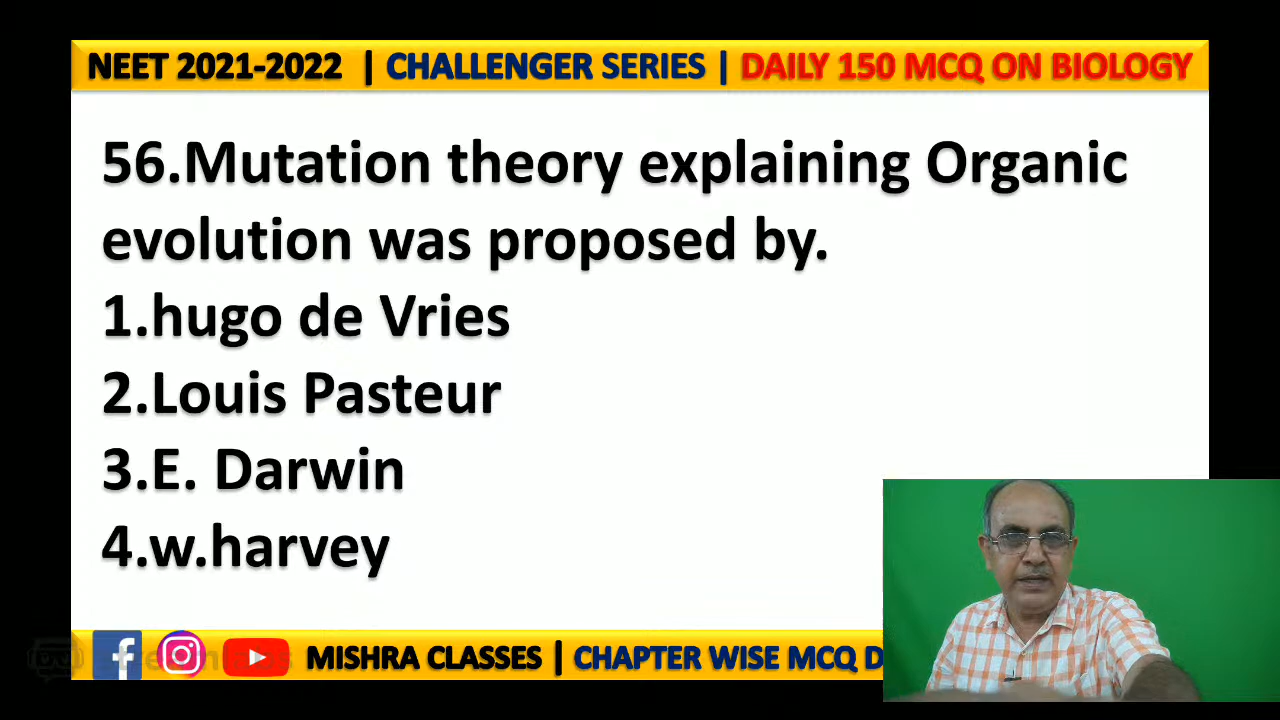 NEET 2021-2022 | CHALLENGER SERIES | DAILY 150 MCQ ON BIOLOGY
56.Mutation theory explaining Organic
evolution was proposed by.
1.hugo de Vries
2.Louis Pasteur
3.E. Darwin
4.w.harvey
MISHRA CLASSES | CHAPTER WISE MCQ D